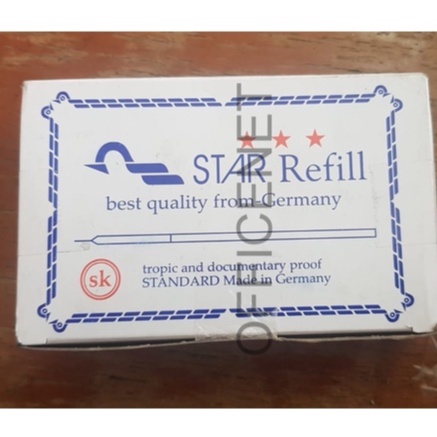 STAR Refill
best quality from Germany
sk
tropic and documentary proof
STANDARD Made in Germany
OFFICENET